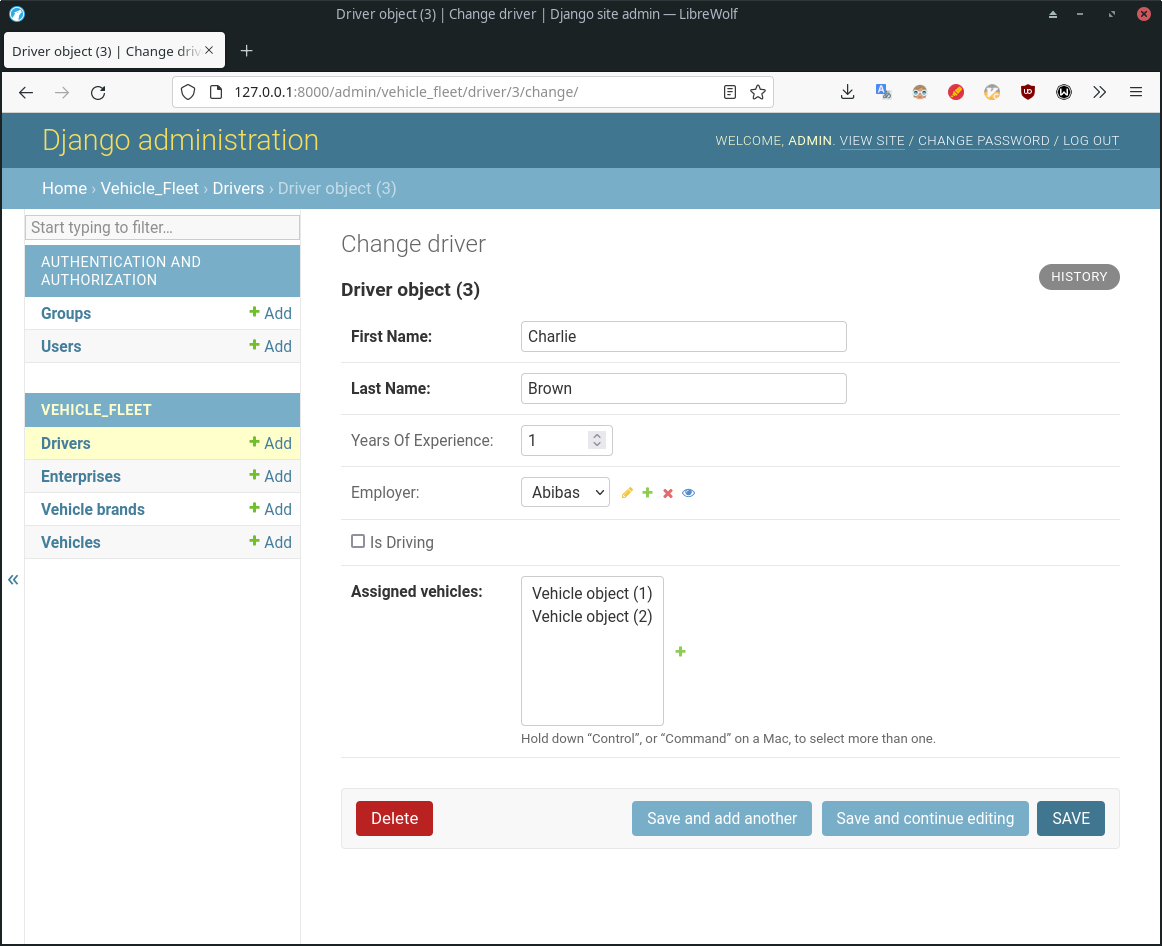 Driver object (3) | Change driver | Django site admin — LibreWolf
Driver object (3) | Change driv
127.0.0.1:8000/admin/vehicle_fleet/driver/3/change/
Django administration
WELCOME, ADMIN. VIEW SITE / CHANGE PASSWORD / LOG OUT
Home › Vehicle_Fleet › Drivers › Driver object (3)
Start typing to filter…
AUTHENTICATION AND
AUTHORIZATION
Groups Add
Users Add
VEHICLE_FLEET
Drivers Add
Enterprises Add
Vehicle brands Add
Vehicles Add
«
Change driver
HISTORY
Driver object (3)
First Name: Charlie
Last Name: Brown
Years Of Experience: 1
Employer: Abibas
Is Driving
Assigned vehicles:
Vehicle object (1)
Vehicle object (2)
Hold down “Control”, or “Command” on a Mac, to select more than one.
Delete
Save and add another
Save and continue editing
SAVE